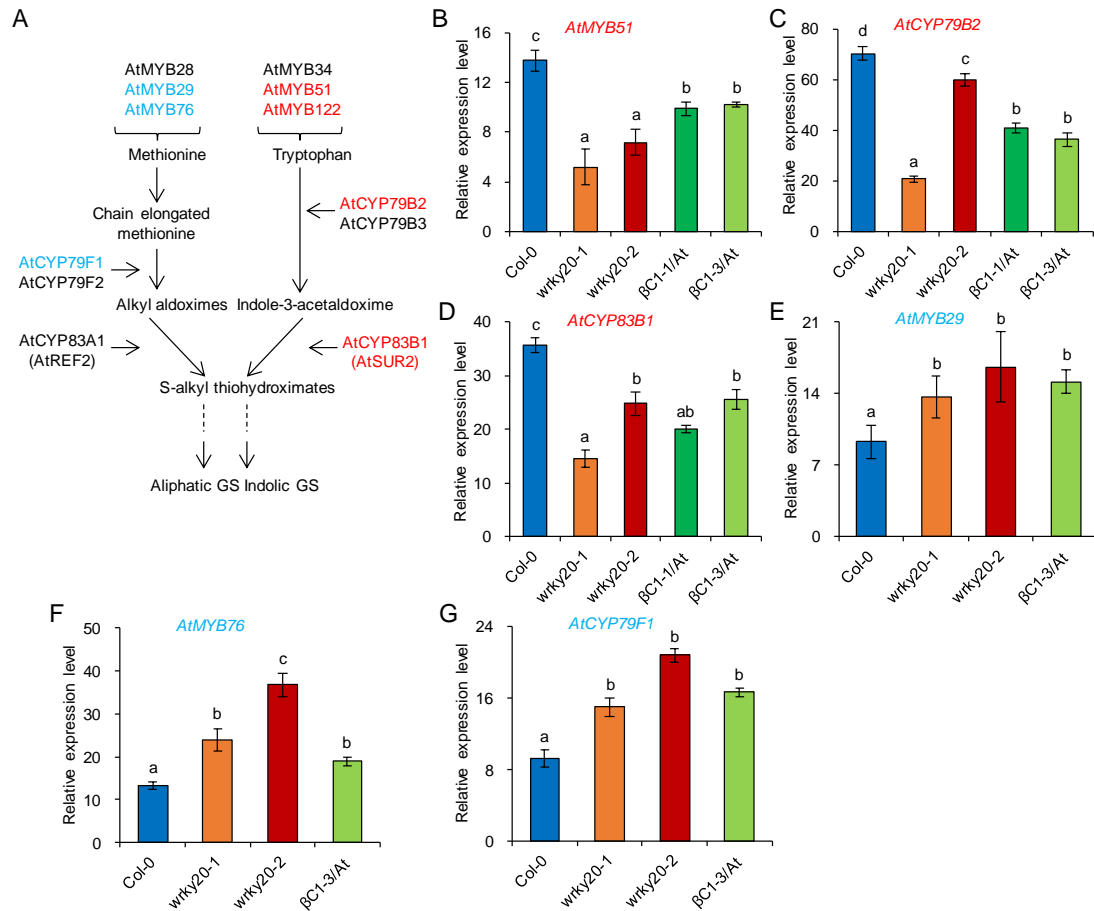 A
AtMYB28
AtMYB29
AtMYB76
AtMYB34
AtMYB51
AtMYB122
Methionine
Tryptophan
Chain elongated
methionine
AtCYP79B2
AtCYP79B3
AtCYP79F1
AtCYP79F2
Alkyl aldoximes Indole-3-acetaldoxime
AtCYP83A1
(AtREF2)
AtCYP83B1
(AtSUR2)
S-alkyl thiohydroximates
Aliphatic GS Indolic GS
B
AtMYB51
Relative expression level
16
12
8
4
0
c
a
a
b
b
Col-0
wrky20-1
wrky20-2
βC1-1/At
βC1-3/At
C
AtCYP79B2
Relative expression level
80
60
40
20
0
d
a
c
b
b
Col-0
wrky20-1
wrky20-2
βC1-1/At
βC1-3/At
D
AtCYP83B1
Relative expression level
40
30
20
10
0
c
a
b
ab
b
Col-0
wrky20-1
wrky20-2
βC1-1/At
βC1-3/At
E
AtMYB29
Relative expression level
21
14
7
0
a
b
b
b
Col-0
wrky20-1
wrky20-2
βC1-3/At
F
AtMYB76
Relative expression level
50
40
30
20
10
0
a
b
c
b
Col-0
wrky20-1
wrky20-2
βC1-3/At
G
AtCYP79F1
Relative expression level
24
16
8
0
a
b
b
b
Col-0
wrky20-1
wrky20-2
βC1-3/At